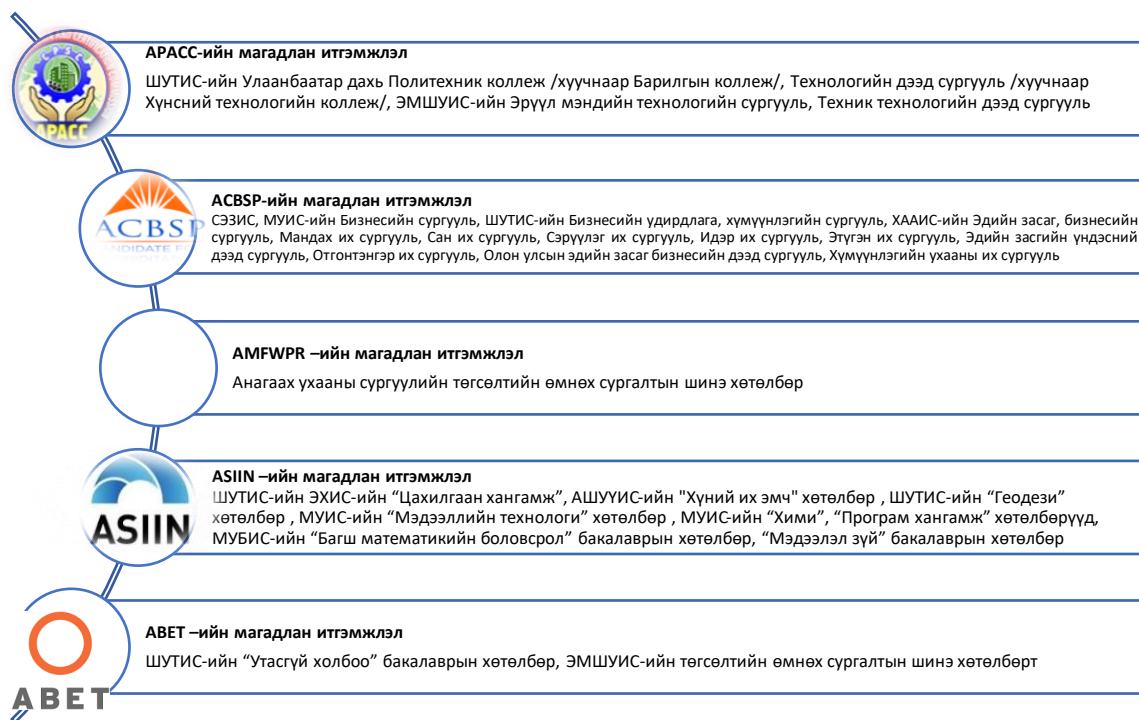 APACC
АРАСС-ийн магадлан итгэмжлэл
ШУТИС-ийн Улаанбаатар дахь Политехник коллеж /хуучнаар Барилгын коллеж/, Технологийн дээд сургууль /хуучнаар
Хүнсний технологийн коллеж/, ЭМШУИС-ийн Эрүүл мэндийн технологийн сургууль, Техник технологийн дээд сургууль
ACBSP
CANDIDATE FOR
ACCREDITATION
ACBSP-ийн магадлан итгэмжлэл
СЭЗИС, МУИС-ийн Бизнесийн сургууль, ШУТИС-ийн Бизнесийн удирдлага, хүмүүнлэгийн сургууль, ХААИС-ийн Эдийн засаг, бизнесийн
сургууль, Мандах их сургууль, Сан их сургууль, Сэрүүлэг их сургууль, Идэр их сургууль, Этүгэн их сургууль, Эдийн засгийн үндэсний
дээд сургууль, Отгонтэнгэр их сургууль, Олон улсын эдийн засаг бизнесийн дээд сургууль, Хүмүүнлэгийн ухааны их сургууль
AMFWPR –ийн магадлан итгэмжлэл
Анагаах ухааны сургуулийн төгсөлтийн өмнөх сургалтын шинэ хөтөлбөр
ASIIN
ASIIN –ийн магадлан итгэмжлэл
ШУТИС-ийн ЭХИС-ийн “Цахилгаан хангамж”, АШУҮИС-ийн "Хүний их эмч" хөтөлбөр , ШУТИС-ийн “Геодези”
хөтөлбөр , МУИС-ийн “Мэдээллийн технологи” хөтөлбөр , МУИС-ийн “Хими”, “Програм хангамж” хөтөлбөрүүд,
МУБИС-ийн “Багш математикийн боловсрол” бакалаврын хөтөлбөр, “Мэдээлэл зүй” бакалаврын хөтөлбөр
ABET
ABET –ийн магадлан итгэмжлэл
ШУТИС-ийн “Утасгүй холбоо” бакалаврын хөтөлбөр, ЭМШУИС-ийн төгсөлтийн өмнөх сургалтын шинэ хөтөлбөрт